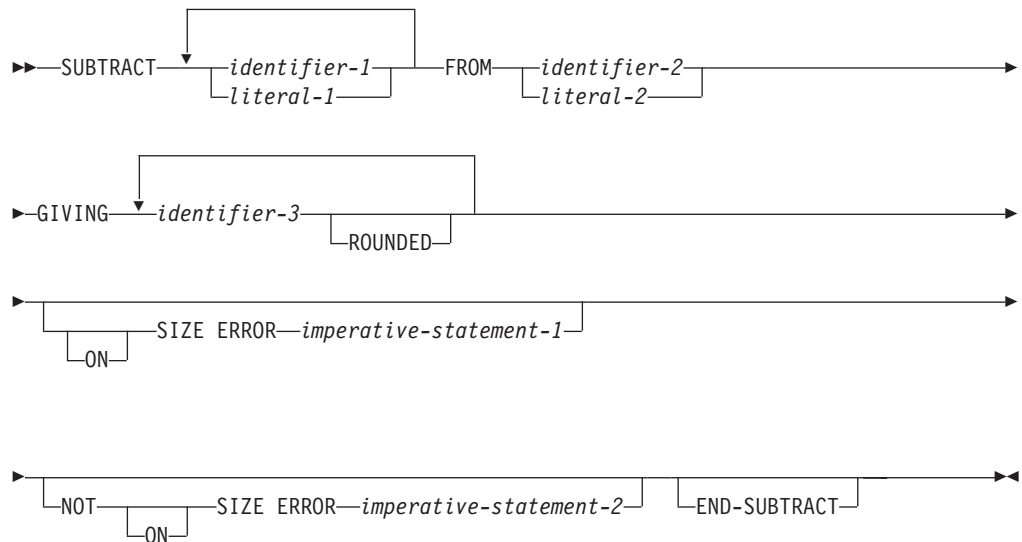 SUBTRACT identifier-1 FROM identifier-2
literal-1 literal-2
GIVING identifier-3
ROUNDED
SIZE ERROR imperative-statement-1
ON
NOT SIZE ERROR imperative-statement-2 END-SUBTRACT
ON